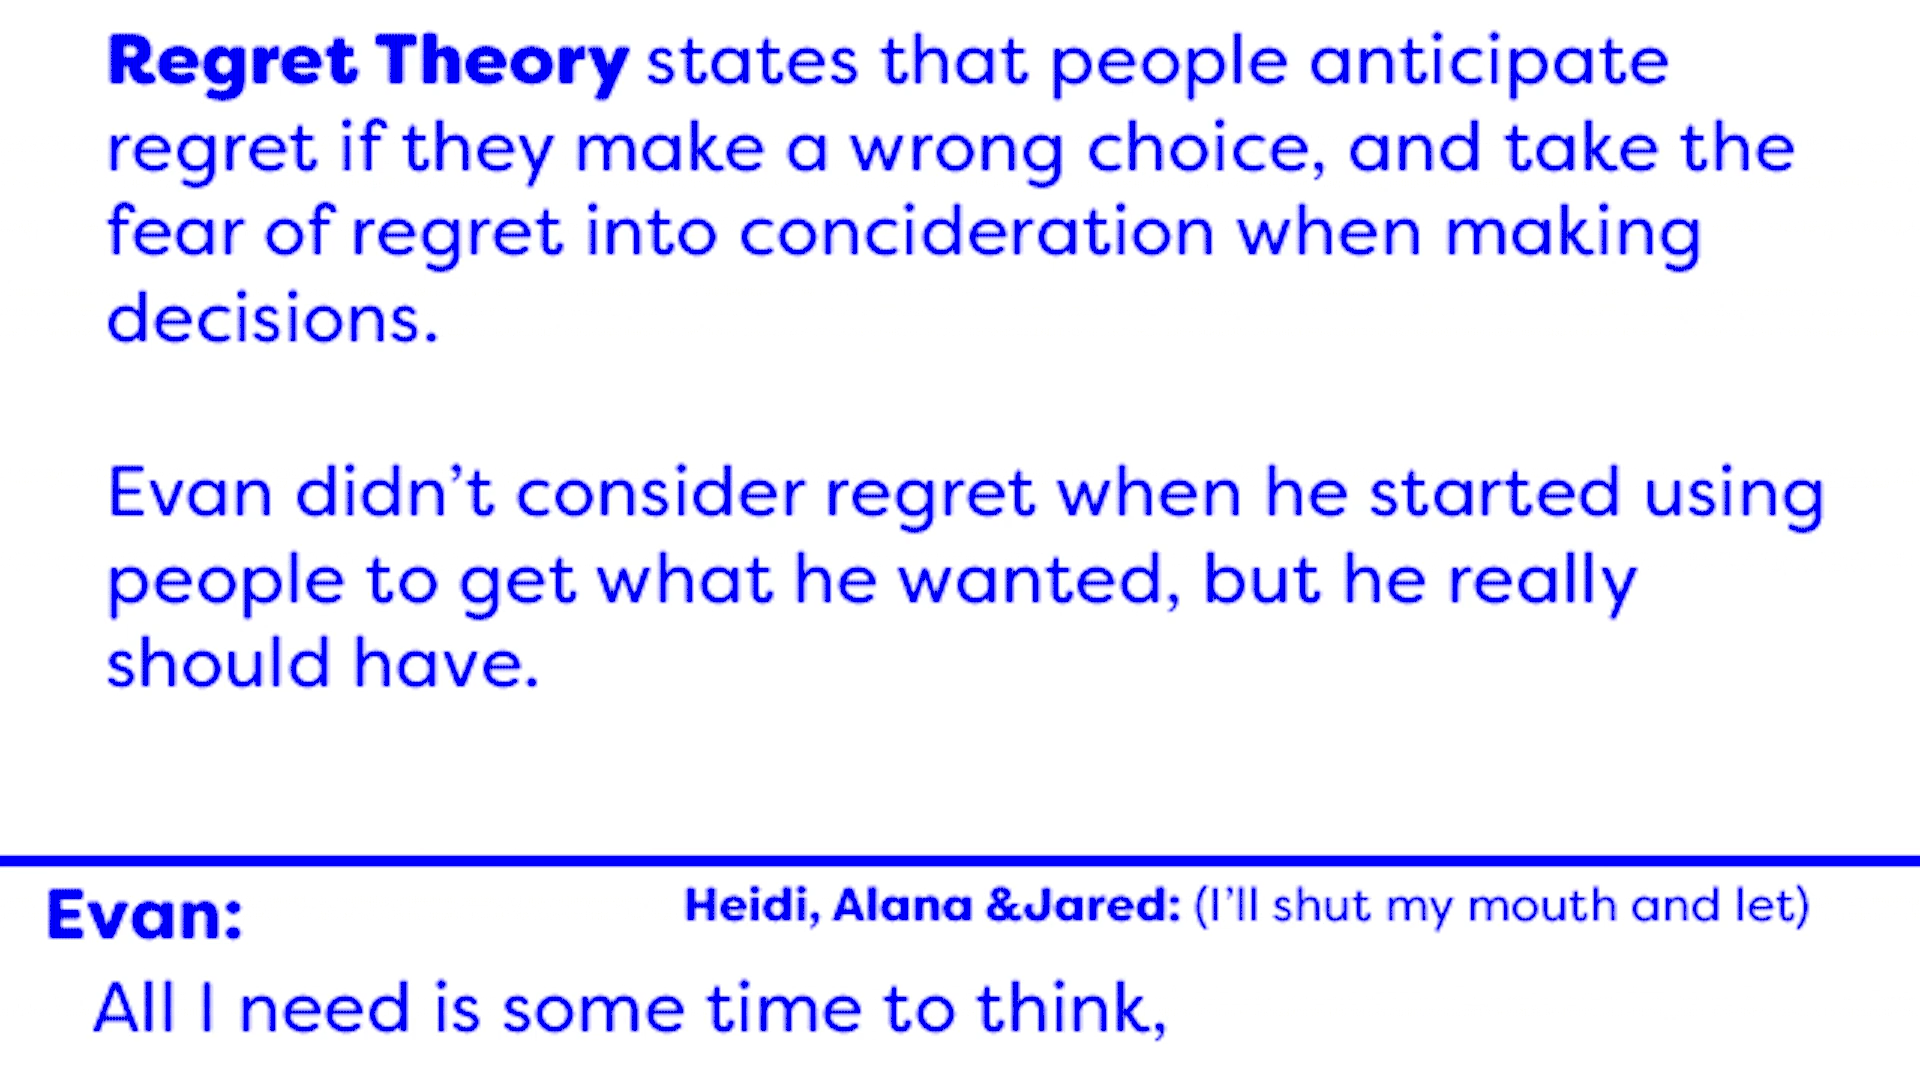 Regret Theory states that people anticipate
regret if they make a wrong choice, and take the
fear of regret into concideration when making
decisions.
Evan didn’t consider regret when he started using
people to get what he wanted, but he really
should have.
Evan:
Heidi, Alana &Jared: (I’ll shut my mouth and let)
All I need is some time to think,